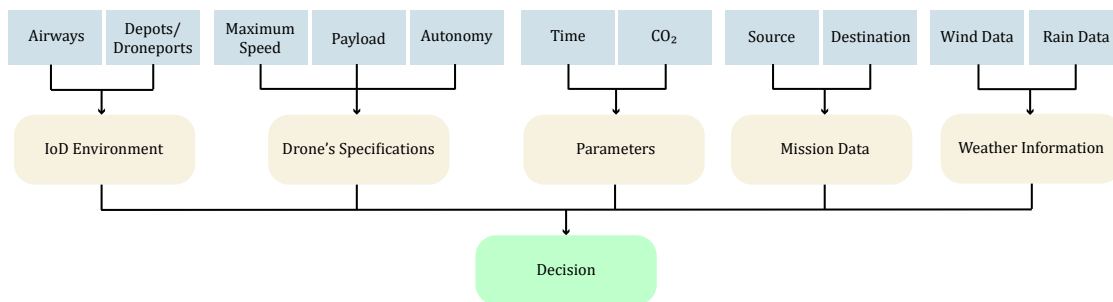 Airways
Depots/
Droneports
Maximum
Speed
Payload
Autonomy
Time
CO₂
Source
Destination
Wind Data
Rain Data
IoD Environment
Drone's Specifications
Parameters
Mission Data
Weather Information
Decision